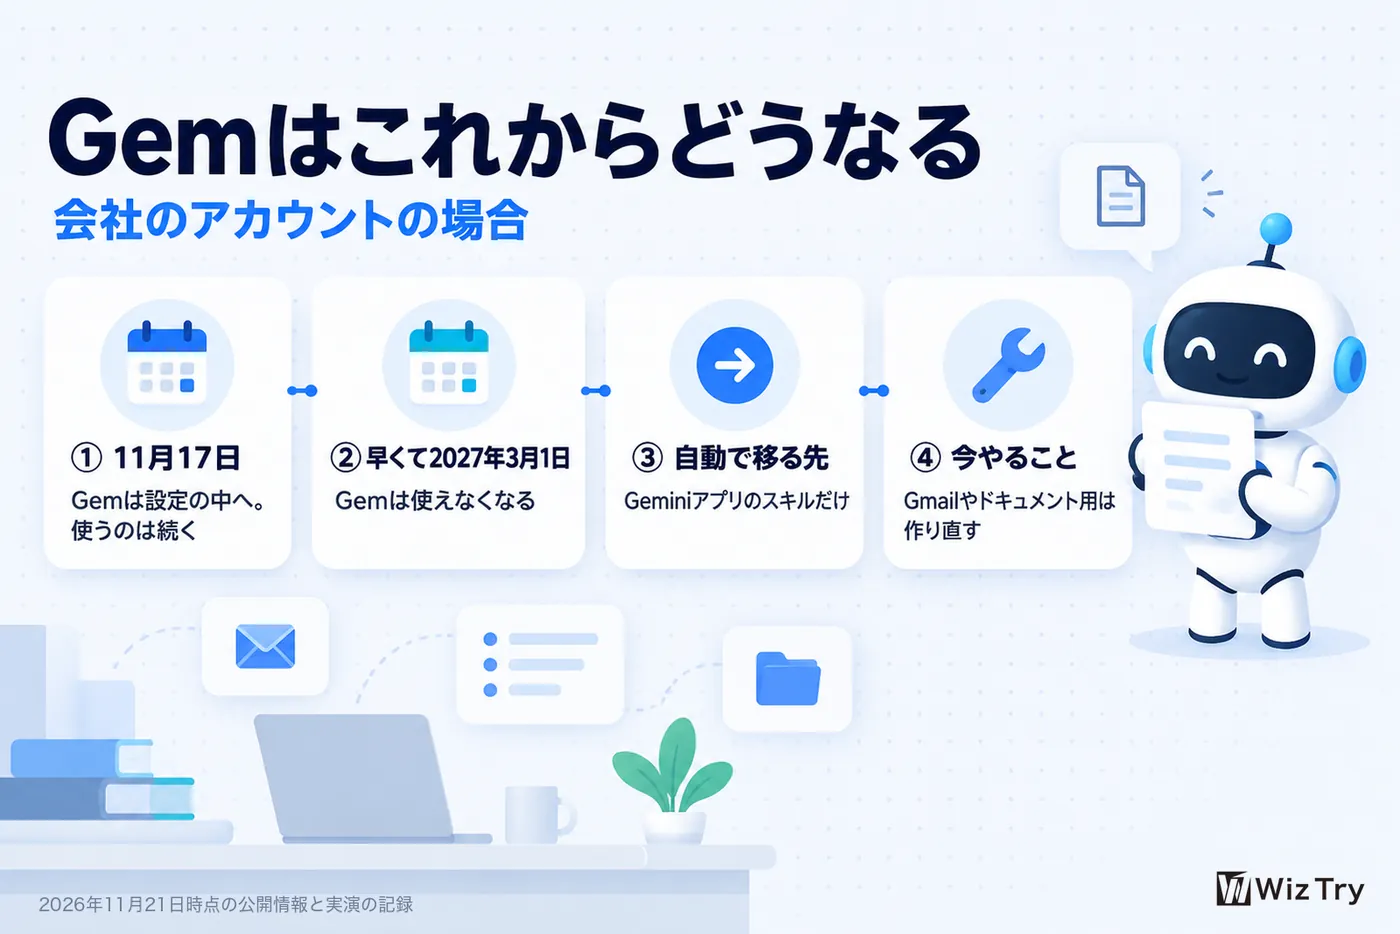 Gemはこれからどうなる
会社のアカウントの場合
① 11月17日
Gemは設定の中へ。
使うのは続く
② 早くて2027年3月1日
Gemは使えなくなる
③ 自動で移る先
Geminiアプリのスキルだけ
④ 今やること
Gmailやドキュメント用は
作り直す
2026年11月21日時点の公開情報と実演の記録
Wiz Try